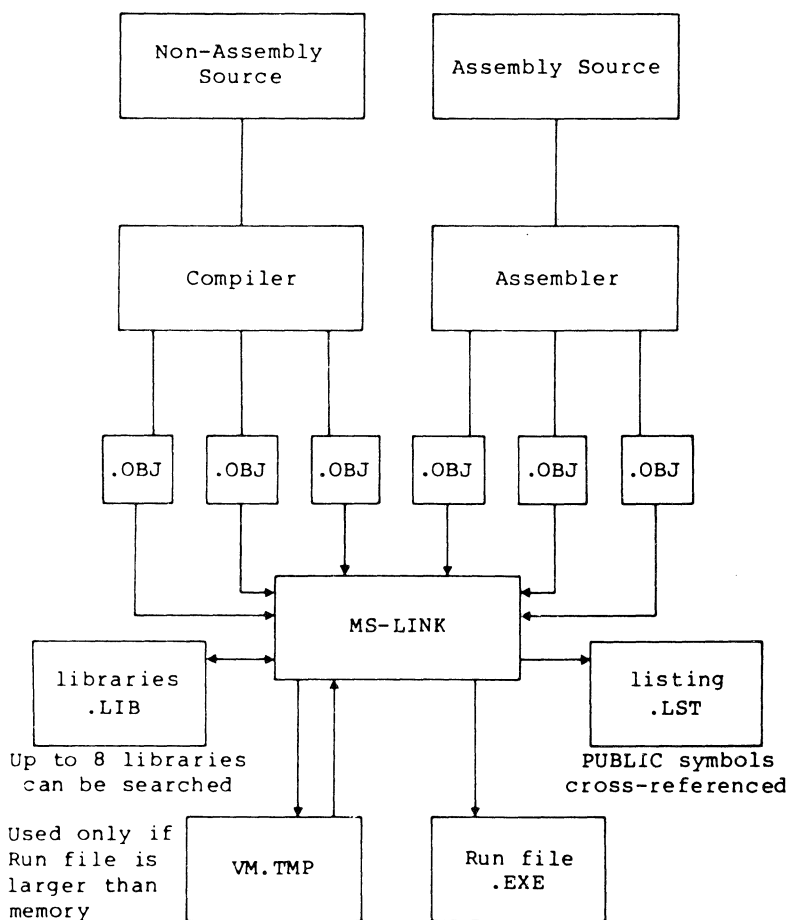 Non-Assembly
Source
Assembly Source
Compiler
Assembler
.OBJ
.OBJ
.OBJ
.OBJ
.OBJ
.OBJ
MS-LINK
libraries
.LIB
listing
.LST
Up to 8 libraries
can be searched
PUBLIC symbols
cross-referenced
Used only if
Run file is
larger than
memory
VM.TMP
Run file
.EXE